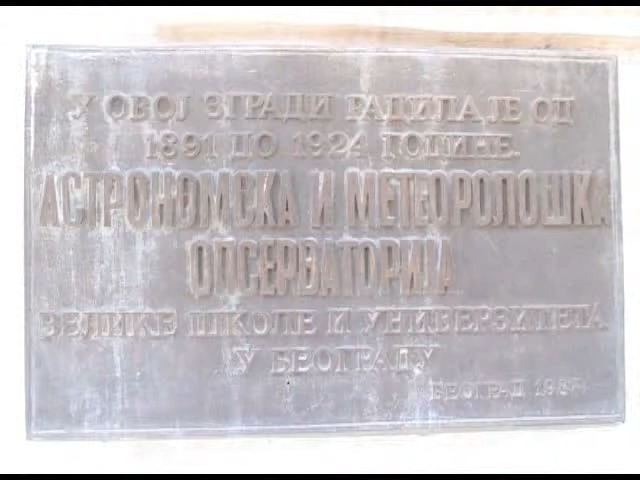 У ОВОЈ ЗГРАДИ РАДИЛА ЈЕ ОД
1891 ДО 1924 ГОДИНЕ.
АСТРОНОМСКА И МЕТЕОРОЛОШКА
ОПСЕРВАТОРИЈА
ВЕЛИКЕ ШКОЛЕ И УНИВЕРЗИТЕТА
У БЕОГРАДУ
БЕОГРАД